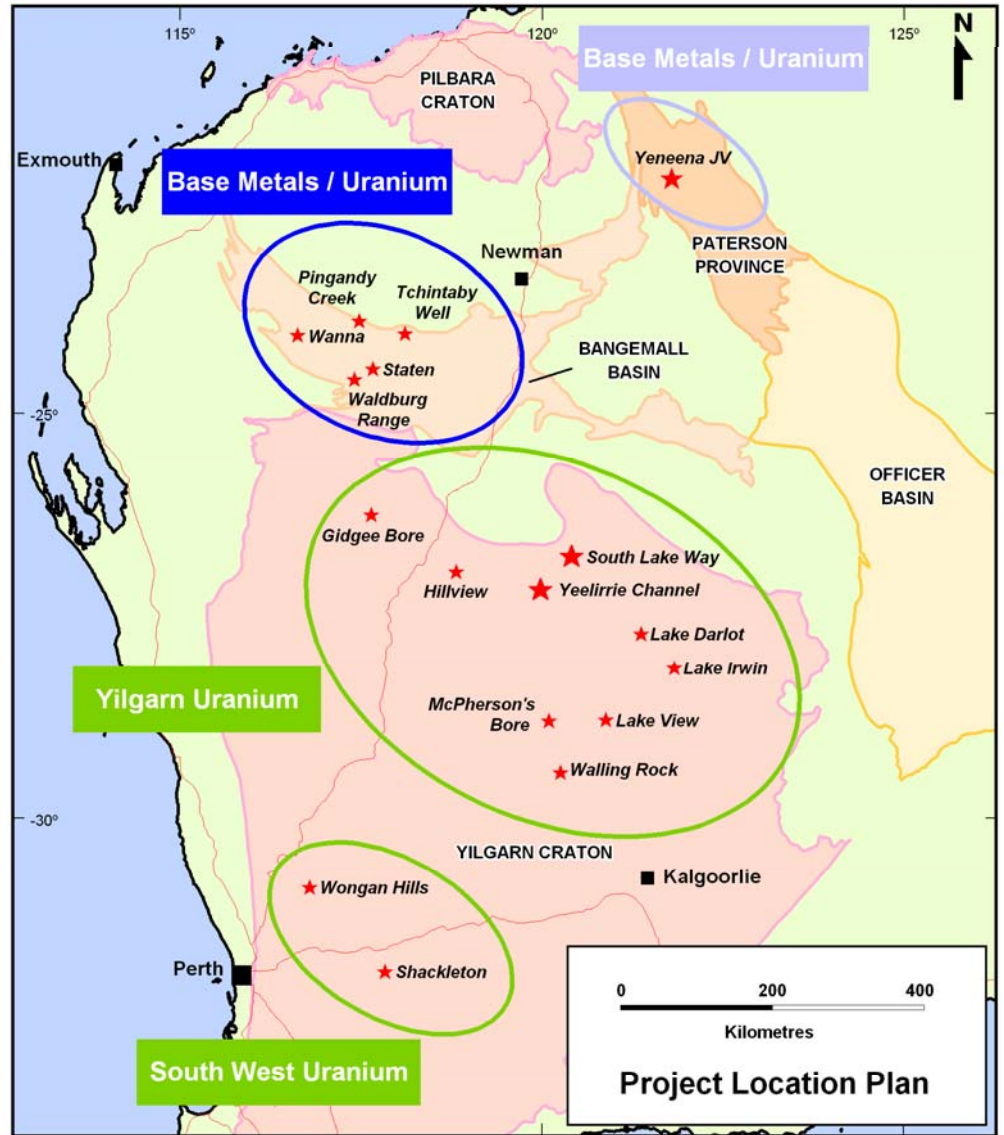 115°
120°
125°
N
Base Metals / Uranium
PILBARA
CRATON
Exmouth
Yeneena JV
Base Metals / Uranium
PATERSON
PROVINCE
Newman
Pingandy
Creek
Tchintaby
Well
Wanna
Staten
Waldburg
Range
BANGEMALL
BASIN
-25°
OFFICER
BASIN
Gidgee Bore
South Lake Way
Hillview
Yeelirrie Channel
Lake Darlot
Lake Irwin
Yilgarn Uranium
McPherson's
Bore
Lake View
Walling Rock
-30°
YILGARN CRATON
Kalgoorlie
Wongan Hills
Perth
Shackleton
South West Uranium
0 200 400
Kilometres
Project Location Plan